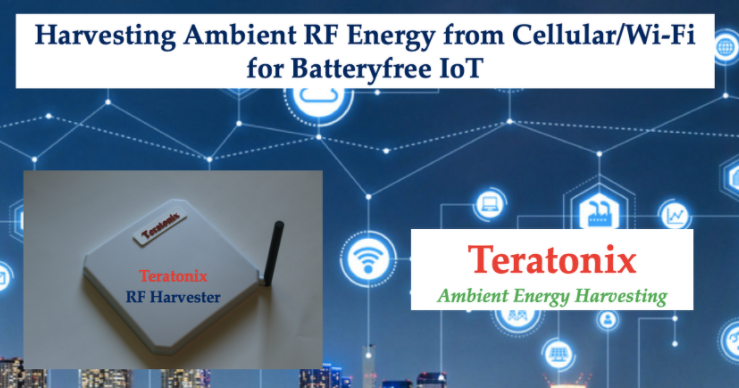 Harvesting Ambient RF Energy from Cellular/Wi-Fi
for Batteryfree IoT
Teratonix
Teratonix
RF Harvester
Teratonix
Ambient Energy Harvesting